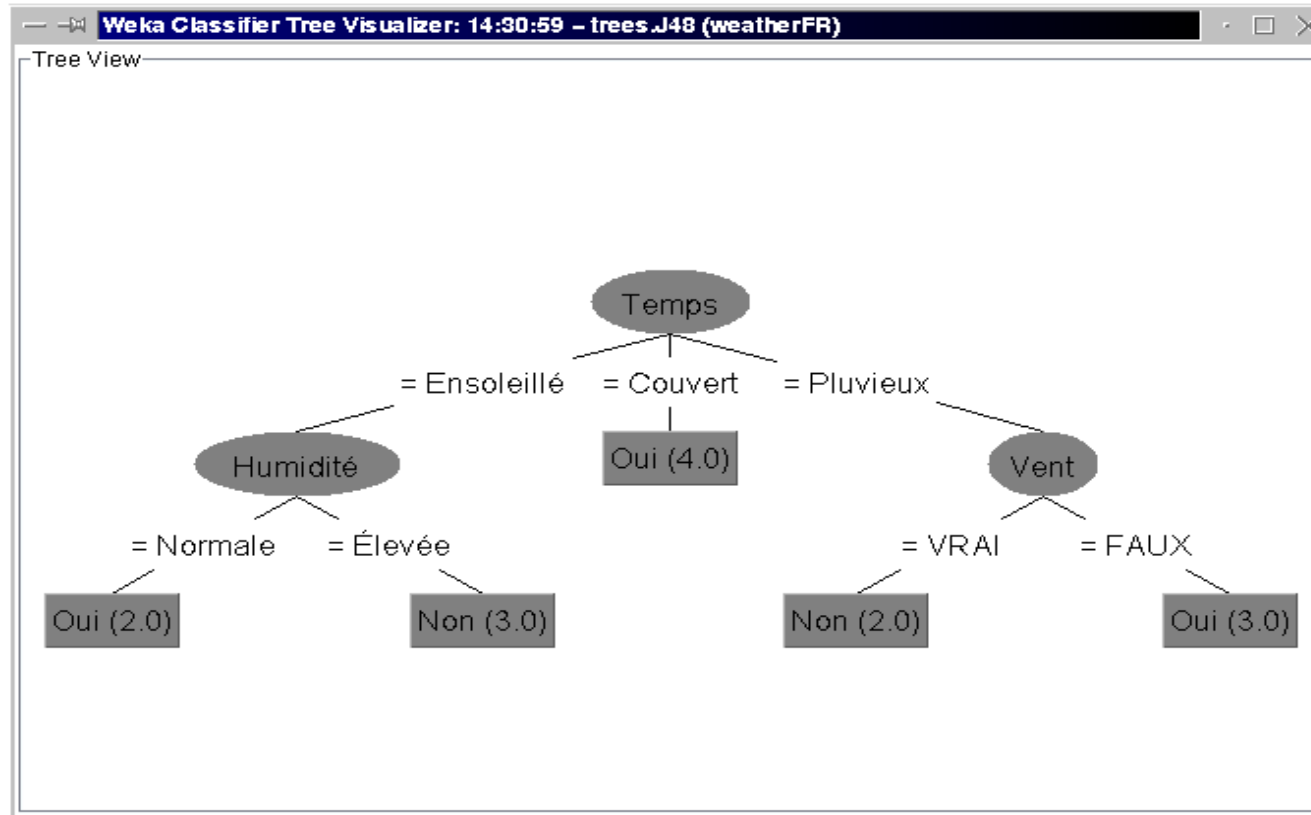 Weka Classifier Tree Visualizer: 14:30:59 – trees.J48 (weatherFR)
Tree View
Temps
= Ensoleillé = Couvert = Pluvieux
Humidité Oui (4.0) Vent
= Normale = Élevée = VRAI = FAUX
Oui (2.0) Non (3.0) Non (2.0) Oui (3.0)